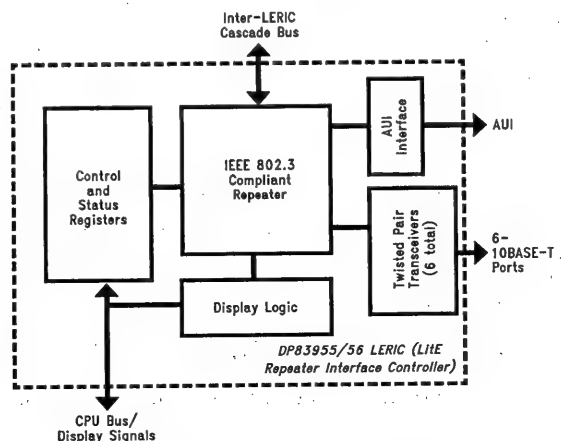 Inter-LERIC
Cascade Bus
AUI
Interface
AUI
IEEE 802.3
Compliant
Repeater
Control
and
Status
Registers
Twisted Pair
Transceivers
(6 total)
6-
10BASE-T
Ports
Display Logic
DP83955/56 LERIC (LitE
Repeater Interface Controller)
CPU Bus/
Display Signals